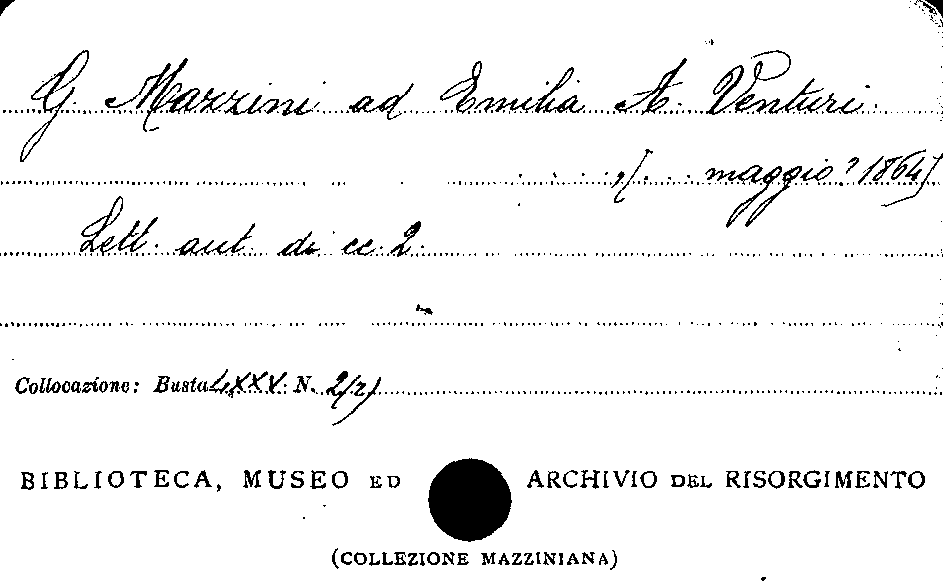 G. Mazzini ad Emilia A. Venturi.
, [. . . maggio? 1864]
Lett. aut. di cc. 2.
Collocazione: Busta LXXV. N. 2(2)
BIBLIOTECA, MUSEO ED ARCHIVIO DEL RISORGIMENTO
(COLLEZIONE MAZZINIANA)